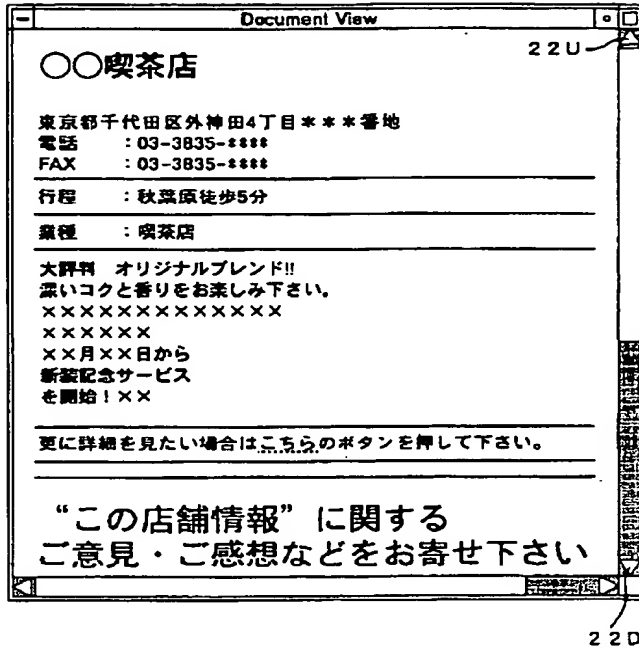 Document View
22U
○○喫茶店
東京都千代田区外神田4丁目＊＊＊番地
電話　　：03-3835-****
FAX　　：03-3835-****
行程　　：秋葉原徒歩5分
業種　　：喫茶店
大評判　オリジナルブレンド!!
深いコクと香りをお楽しみ下さい。
×××××××××××××
××××××
××月××日から
新装記念サービス
を開始！××
更に詳細を見たい場合はこちらのボタンを押して下さい。
“この店舗情報”に関する
ご意見・ご感想などをお寄せ下さい
22D